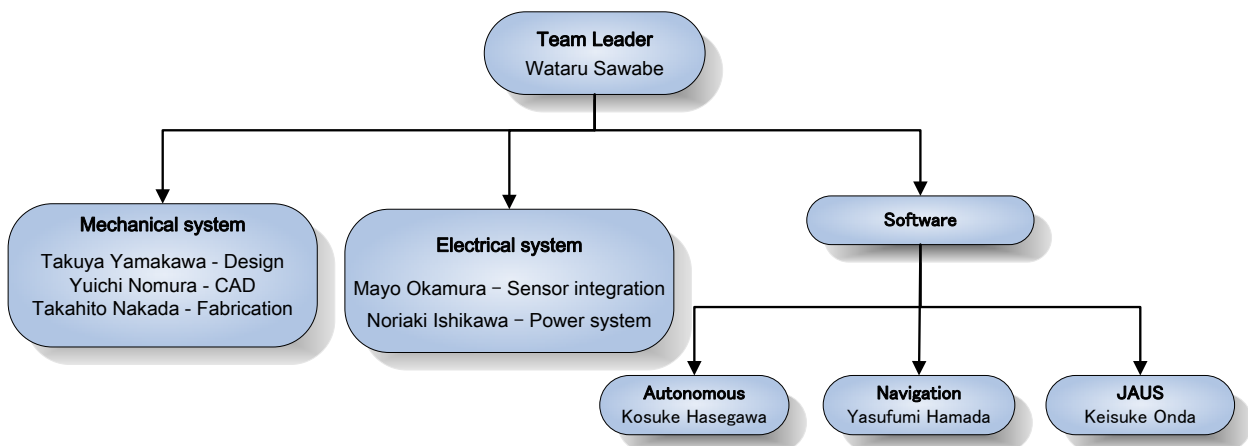 Team Leader
Wataru Sawabe
Mechanical system
Takuya Yamakawa - Design
Yuichi Nomura - CAD
Takahito Nakada - Fabrication
Electrical system
Mayo Okamura – Sensor integration
Noriaki Ishikawa – Power system
Software
Autonomous
Kosuke Hasegawa
Navigation
Yasufumi Hamada
JAUS
Keisuke Onda